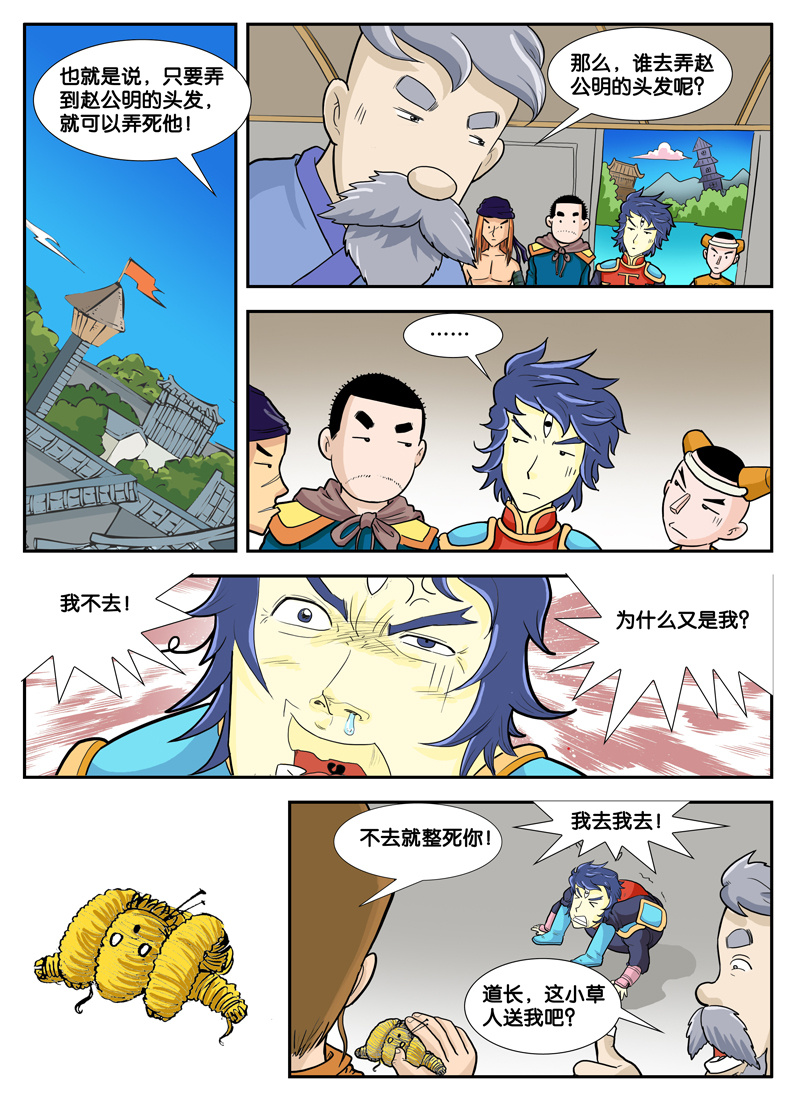 也就是说，只要弄
到赵公明的头发，
就可以弄死他！
那么，谁去弄赵
公明的头发呢？
……
我不去！
为什么又是我？
不去就整死你！
我去我去！
道长，这小草
人送我吧？